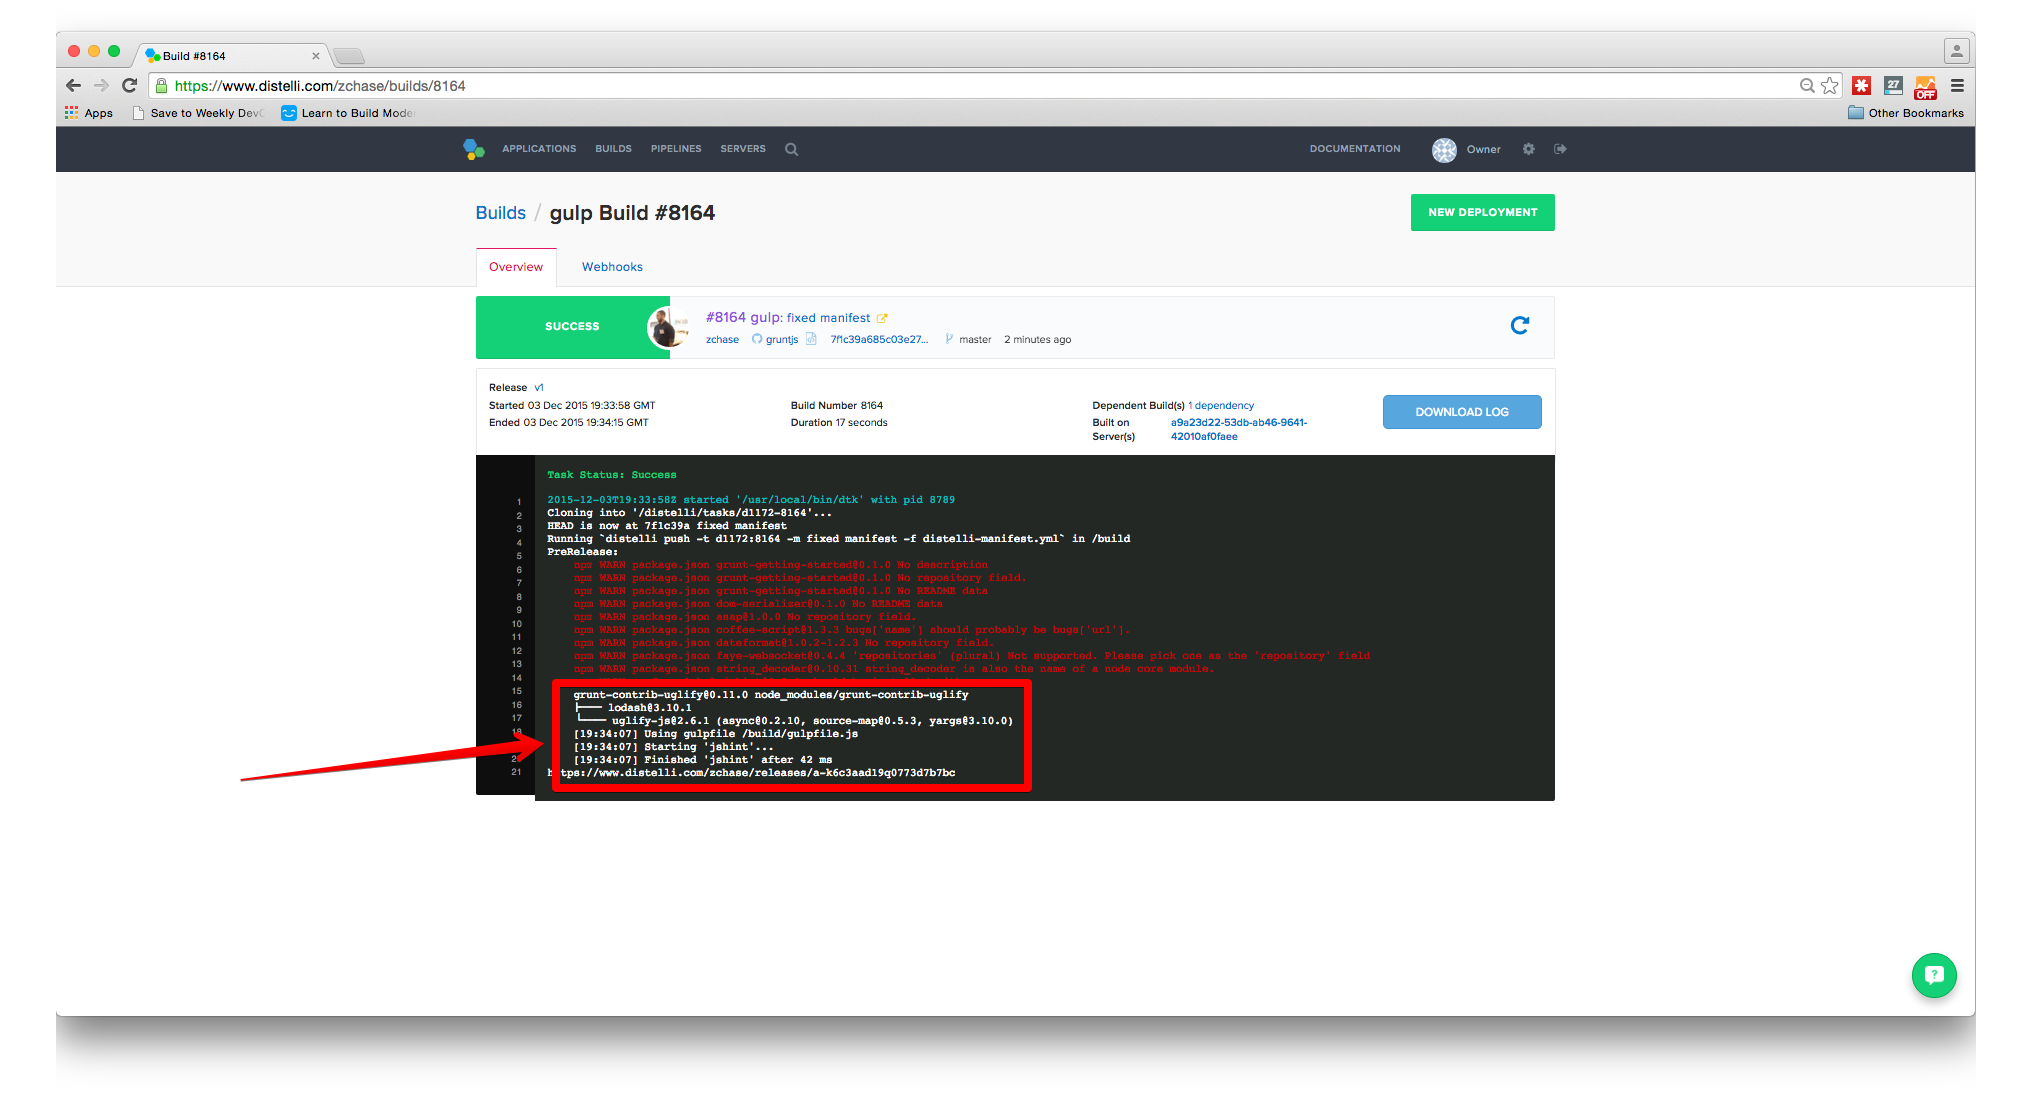 Build #8164
https://www.distelli.com/zchase/builds/8164
27
OFF
Apps
Save to Weekly Dev
Learn to Build Mode
Other Bookmarks
APPLICATIONS BUILDS PIPELINES SERVERS
DOCUMENTATION Owner
Builds / gulp Build #8164
NEW DEPLOYMENT
Overview Webhooks
SUCCESS
#8164 gulp: fixed manifest
zchase gruntjs 7f1c39a685c03e27... master 2 minutes ago
Release v1
Started 03 Dec 2015 19:33:58 GMT
Ended 03 Dec 2015 19:34:15 GMT
Build Number 8164
Duration 17 seconds
Dependent Build(s) 1 dependency
Built on Server(s) a9a23d22-53db-ab46-9641-42010af0faee
DOWNLOAD LOG
Task Status: Success
1 2015-12-03T19:33:58Z started '/usr/local/bin/dtk' with pid 8789
2 Cloning into '/distelli/tasks/d1172-8164'...
3 HEAD is now at 7f1c39a fixed manifest
4 Running `distelli push -t d1172:8164 -m fixed manifest -f distelli-manifest.yml` in /build
5 PreRelease:
6 npm WARN package.json grunt-getting-started@0.1.0 No description
7 npm WARN package.json grunt-getting-started@0.1.0 No repository field.
8 npm WARN package.json grunt-getting-started@0.1.0 No README data
9 npm WARN package.json dom-serializer@0.1.0 No README data
10 npm WARN package.json asap@1.0.0 No repository field.
11 npm WARN package.json coffee-script@1.3.3 bugs['name'] should probably be bugs['url'].
12 npm WARN package.json dateformat@1.0.2-1.2.3 No repository field.
13 npm WARN package.json faye-websocket@0.4.4 'repositories' (plural) Not supported. Please pick one as the 'repository' field
14 npm WARN package.json string_decoder@0.10.31 string_decoder is also the name of a node core module.
15
16 grunt-contrib-uglify@0.11.0 node_modules/grunt-contrib-uglify
17 ├── lodash@3.10.1
18 └── uglify-js@2.6.1 (async@0.2.10, source-map@0.5.3, yargs@3.10.0)
[19:34:07] Using gulpfile /build/gulpfile.js
[19:34:07] Starting 'jshint'...
[19:34:07] Finished 'jshint' after 42 ms
21 https://www.distelli.com/zchase/releases/a-k6c3aad19q0773d7b7bc